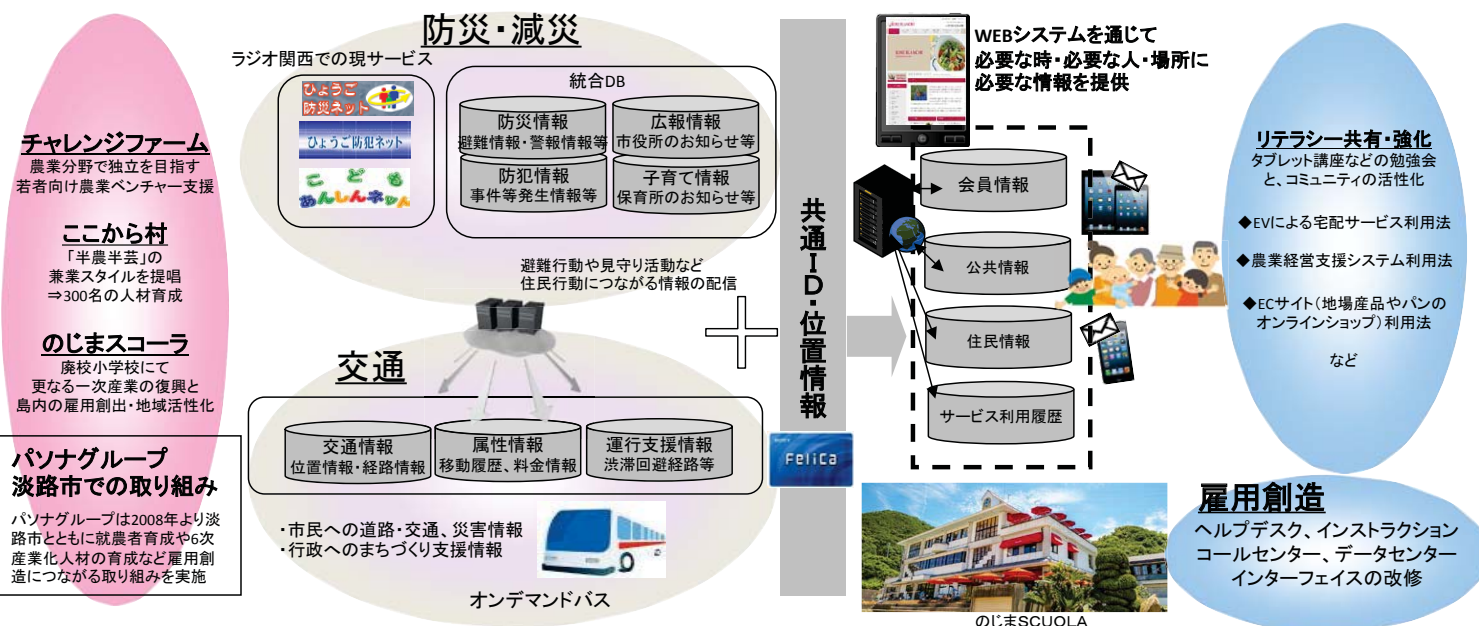 チャレンジファーム
農業分野で独立を目指す
若者向け農業ベンチャー支援
ここから村
「半農半芸」の
兼業スタイルを提唱
⇒300名の人材育成
のじまスコーラ
廃校小学校にて
更なる一次産業の復興と
島内の雇用創出・地域活性化
パソナグループ
淡路市での取り組み
パソナグループは2008年より淡
路市とともに就農者育成や6次
産業化人材の育成など雇用創
造につながる取り組みを実施
防災・減災
ラジオ関西での現サービス
ひょうご
防災ネット
ひょうご防犯ネット
こども
あんしんネット
統合DB
防災情報
避難情報・警報情報等
広報情報
市役所のお知らせ等
防犯情報
事件等発生情報等
子育て情報
保育所のお知らせ等
避難行動や見守り活動など
住民行動につながる情報の配信
交通
交通情報
位置情報・経路情報
属性情報
移動履歴、料金情報
運行支援情報
渋滞回避経路等
・市民への道路・交通、災害情報
・行政へのまちづくり支援情報
オンデマンドバス
共通ID・位置情報
FeliCa
WEBシステムを通じて
必要な時・必要な人・場所に
必要な情報を提供
会員情報
公共情報
住民情報
サービス利用履歴
のじまSCUOLA
リテラシー共有・強化
タブレット講座などの勉強会
と、コミュニティの活性化
◆EVによる宅配サービス利用法
◆農業経営支援システム利用法
◆ECサイト(地場産品やパンの
オンラインショップ)利用法
など
雇用創造
ヘルプデスク、インストラクション
コールセンター、データセンター
インターフェイスの改修